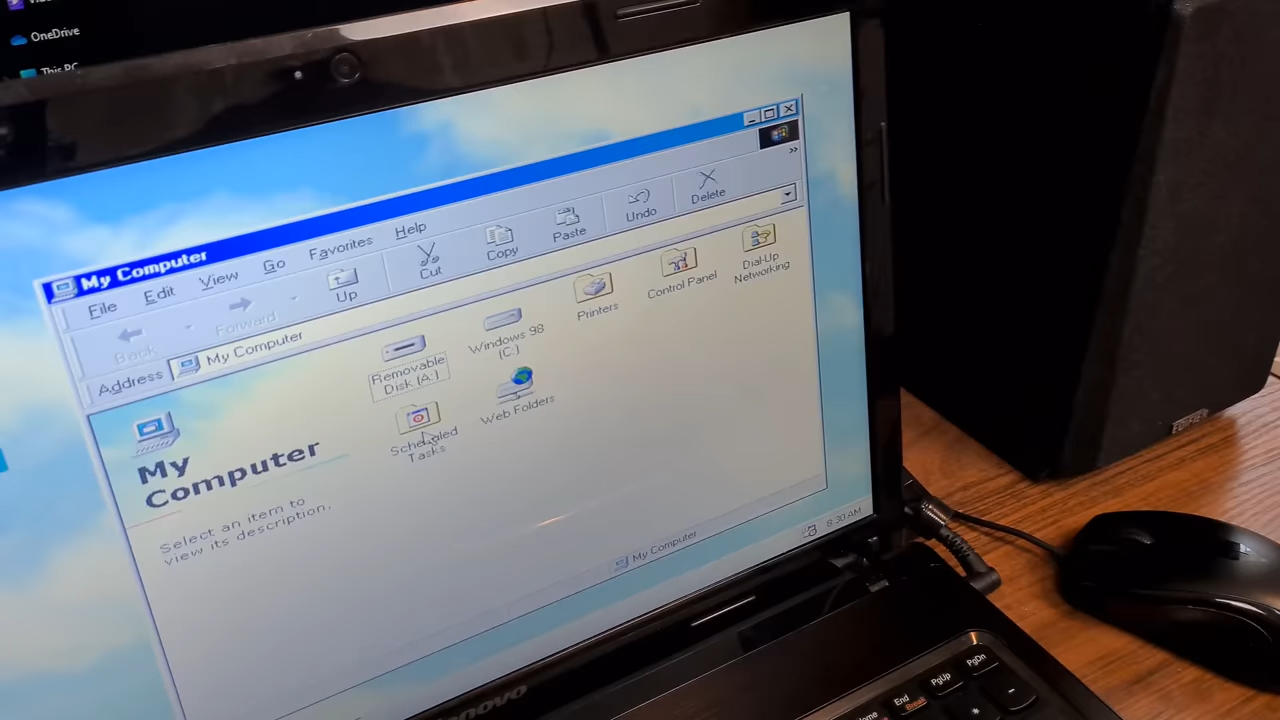 OneDrive
This PC
My Computer
File Edit View Go Favorites Help
Back Forward Up Cut Copy Paste Undo Delete
Address My Computer
Removable
Disk (A:)
Windows 98
(C:)
Printers
Control Panel
Dial-Up
Networking
Scheduled
Tasks
Web Folders
My
Computer
Select an item to
view its description.
My Computer
8:30 AM
lenovo
EDIFIER
Home
End
Break
PgUp
PgDn